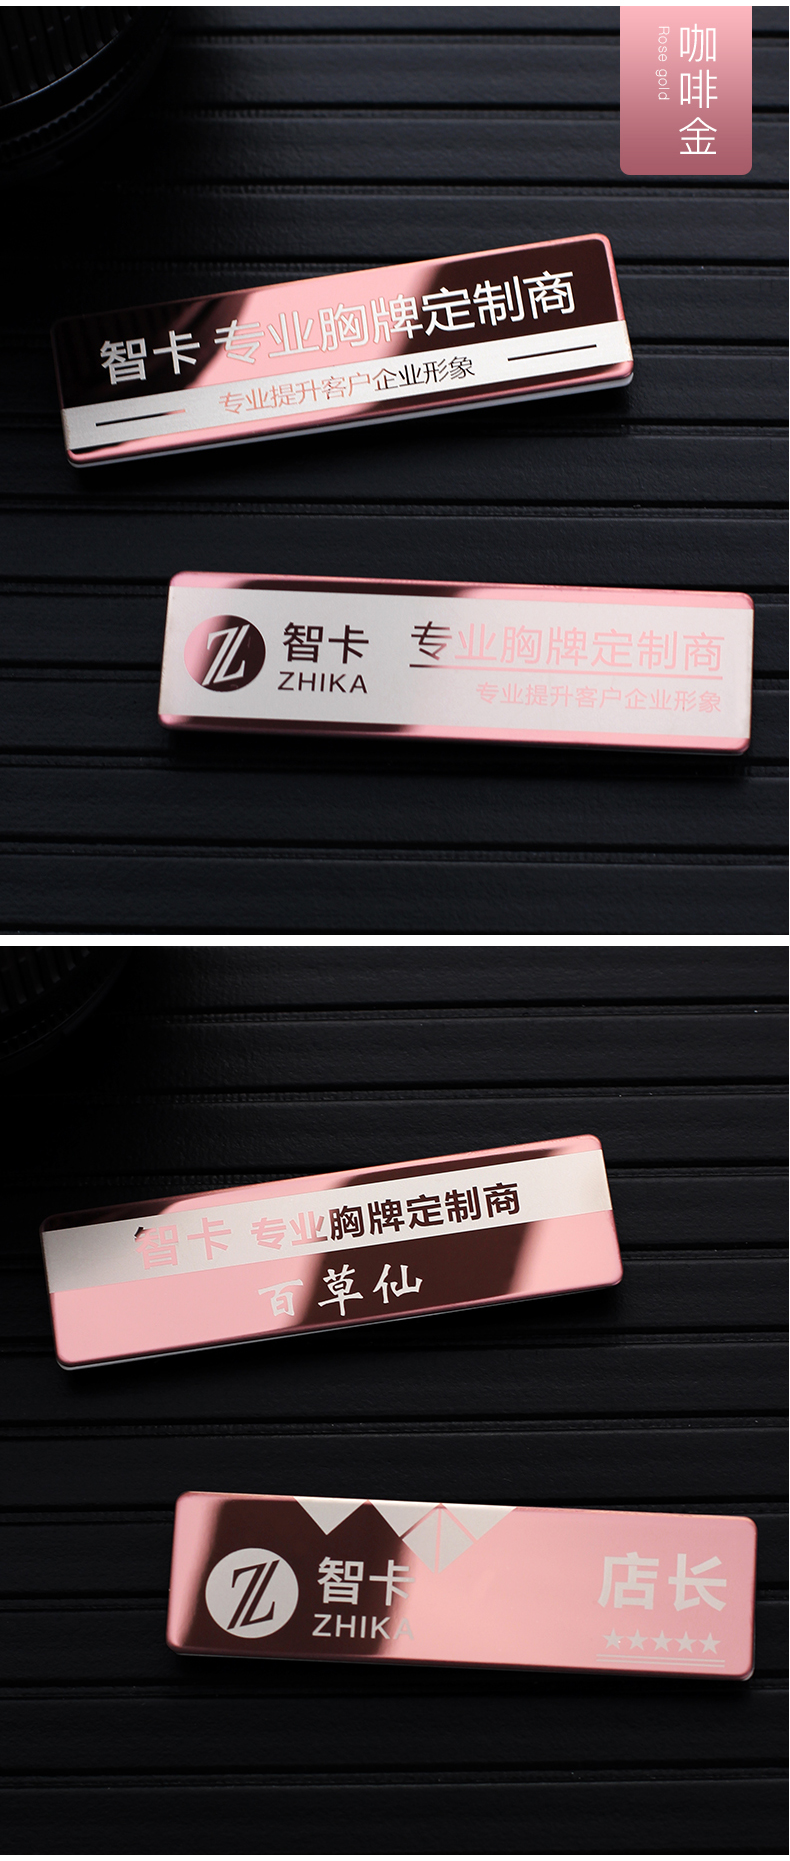 咖啡金
Rose gold
智卡 专业胸牌定制商
专业提升客户企业形象
智卡
ZHIKA
专业胸牌定制商
专业提升客户企业形象
智卡 专业胸牌定制商
百草仙
智卡
ZHIKA
店长
★★★★★